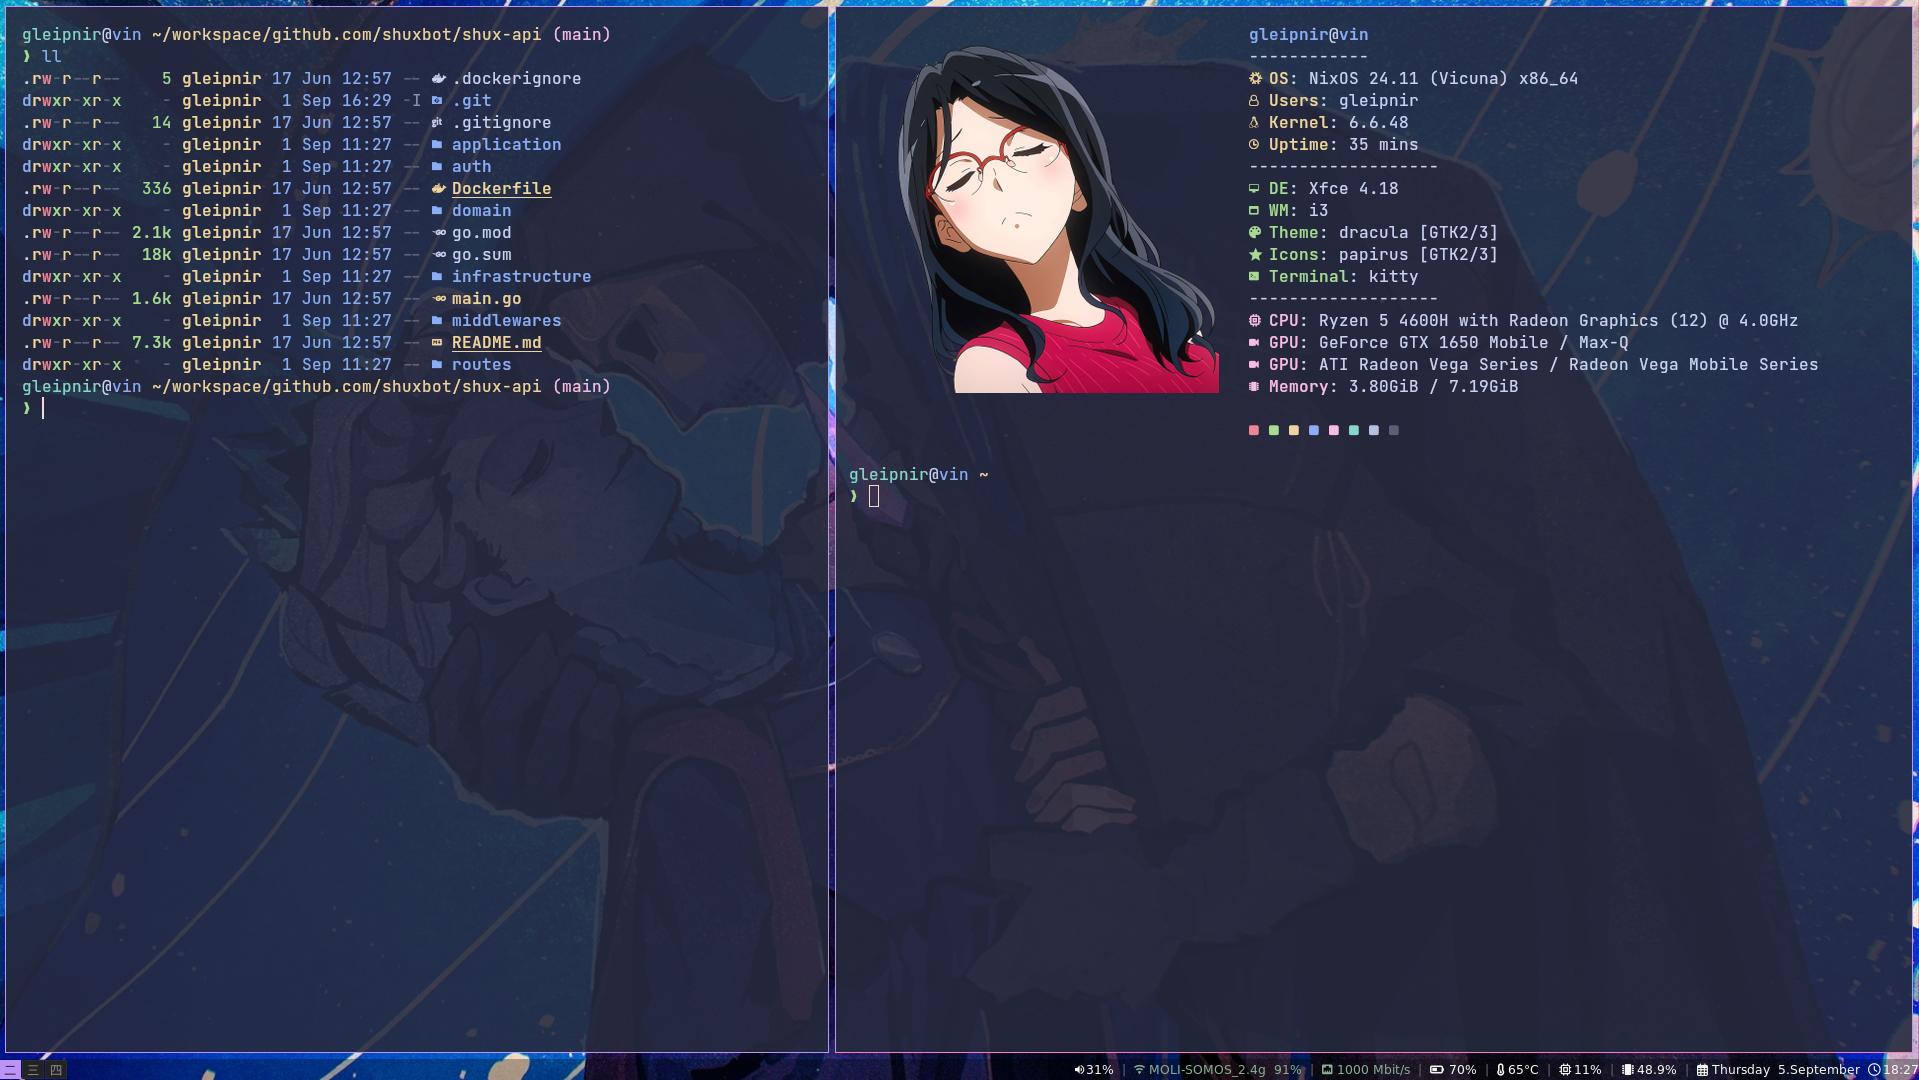 gleipnir@vin ~/workspace/github.com/shuxbot/shux-api (main)
❱ ll
.rw-r--r--    5 gleipnir 17 Jun 12:57 -- .dockerignore
drwxr-xr-x    - gleipnir  1 Sep 16:29 -I .git
.rw-r--r--   14 gleipnir 17 Jun 12:57 -- .gitignore
drwxr-xr-x    - gleipnir  1 Sep 11:27 -- application
drwxr-xr-x    - gleipnir  1 Sep 11:27 -- auth
.rw-r--r--  336 gleipnir 17 Jun 12:57 -- Dockerfile
drwxr-xr-x    - gleipnir  1 Sep 11:27 -- domain
.rw-r--r-- 2.1k gleipnir 17 Jun 12:57 -- go.mod
.rw-r--r--  18k gleipnir 17 Jun 12:57 -- go.sum
drwxr-xr-x    - gleipnir  1 Sep 11:27 -- infrastructure
.rw-r--r-- 1.6k gleipnir 17 Jun 12:57 -- main.go
drwxr-xr-x    - gleipnir  1 Sep 11:27 -- middlewares
.rw-r--r-- 7.3k gleipnir 17 Jun 12:57 -- README.md
drwxr-xr-x    - gleipnir  1 Sep 11:27 -- routes
gleipnir@vin ~/workspace/github.com/shuxbot/shux-api (main)
❱
gleipnir@vin
------------
OS: NixOS 24.11 (Vicuna) x86_64
Users: gleipnir
Kernel: 6.6.48
Uptime: 35 mins
-------------------
DE: Xfce 4.18
WM: i3
Theme: dracula [GTK2/3]
Icons: papirus [GTK2/3]
Terminal: kitty
-------------------
CPU: Ryzen 5 4600H with Radeon Graphics (12) @ 4.0GHz
GPU: GeForce GTX 1650 Mobile / Max-Q
GPU: ATI Radeon Vega Series / Radeon Vega Mobile Series
Memory: 3.80GiB / 7.19GiB
gleipnir@vin ~
❱
二 三 四
31% | MOLI-SOMOS_2.4g 91% | 1000 Mbit/s | 70% | 65°C | 11% | 48.9% | Thursday 5.September 18:27